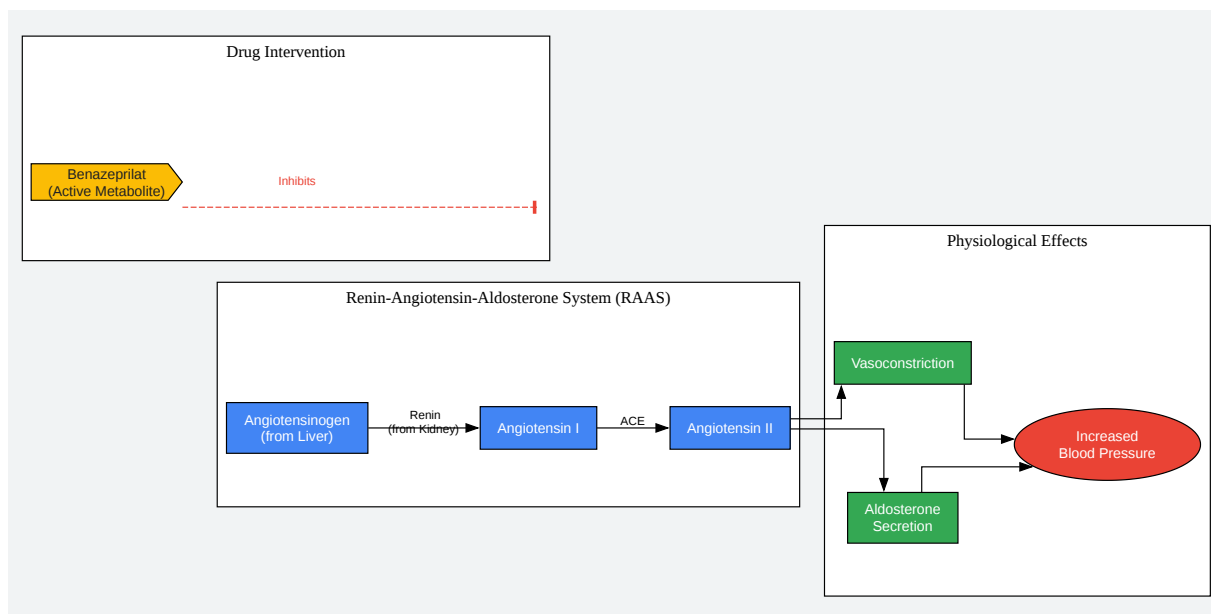 Drug Intervention
Benazeprilat
(Active Metabolite)
Inhibits
Renin-Angiotensin-Aldosterone System (RAAS)
Angiotensinogen
(from Liver)
Renin
(from Kidney)
Angiotensin I
ACE
Angiotensin II
Physiological Effects
Vasoconstriction
Increased
Blood Pressure
Aldosterone
Secretion